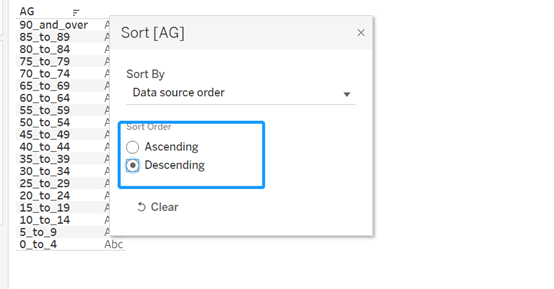 AG
90_and_over
85_to_89
80_to_84
75_to_79
70_to_74
65_to_69
60_to_64
55_to_59
50_to_54
45_to_49
40_to_44
35_to_39
30_to_34
25_to_29
20_to_24
15_to_19
10_to_14
5_to_9
0_to_4 Abc
Sort [AG]
Sort By
Data source order
Sort Order
Ascending
Descending
Clear